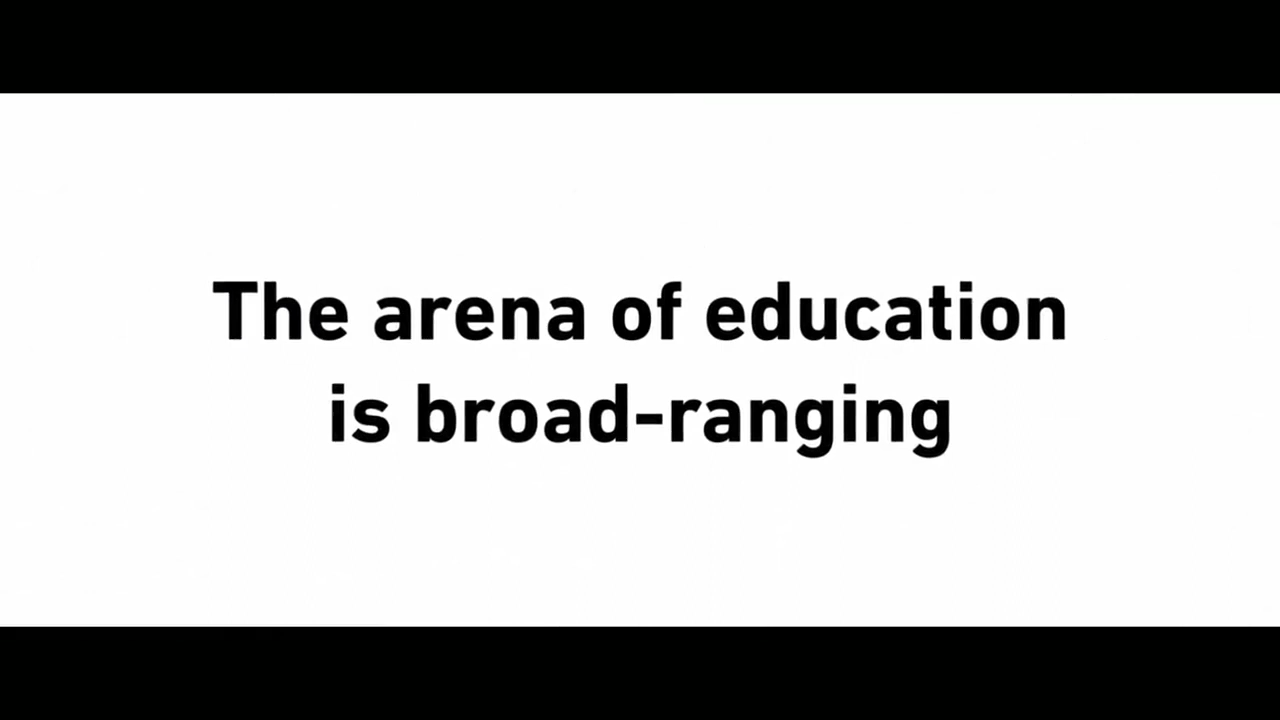 The arena of education
is broad-ranging